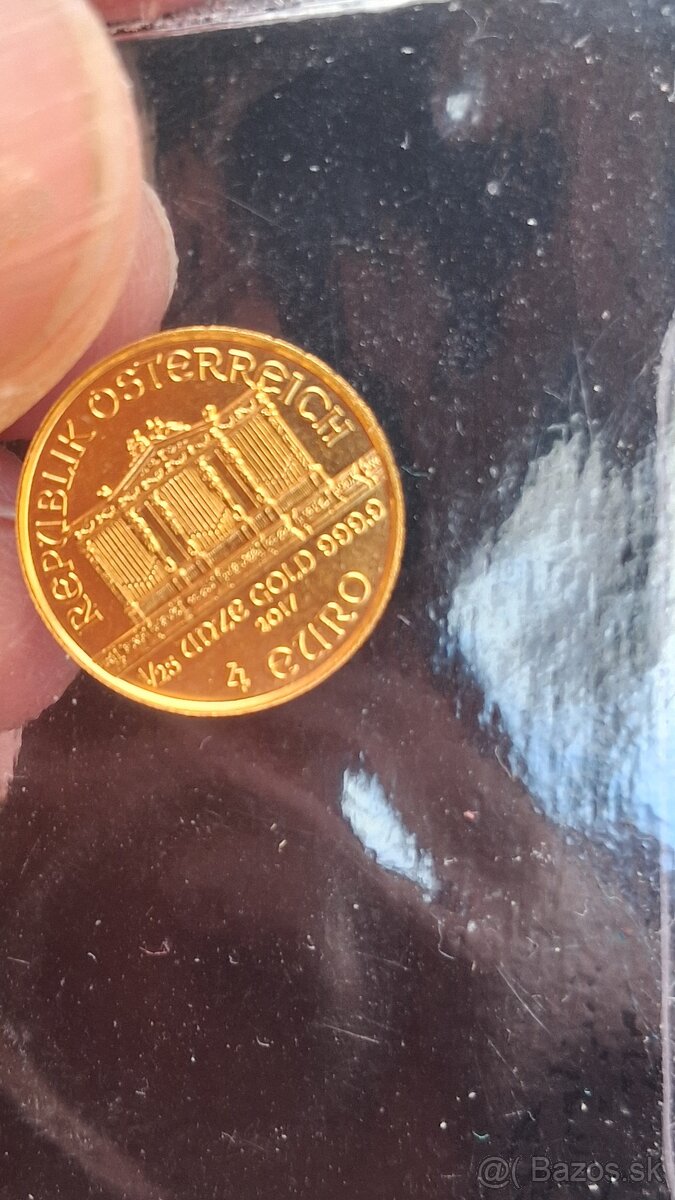 REPUBLIK ÖSTERREICH
1/25 UNZE GOLD 999.9
2017
4 EURO
@( Bazos.sk